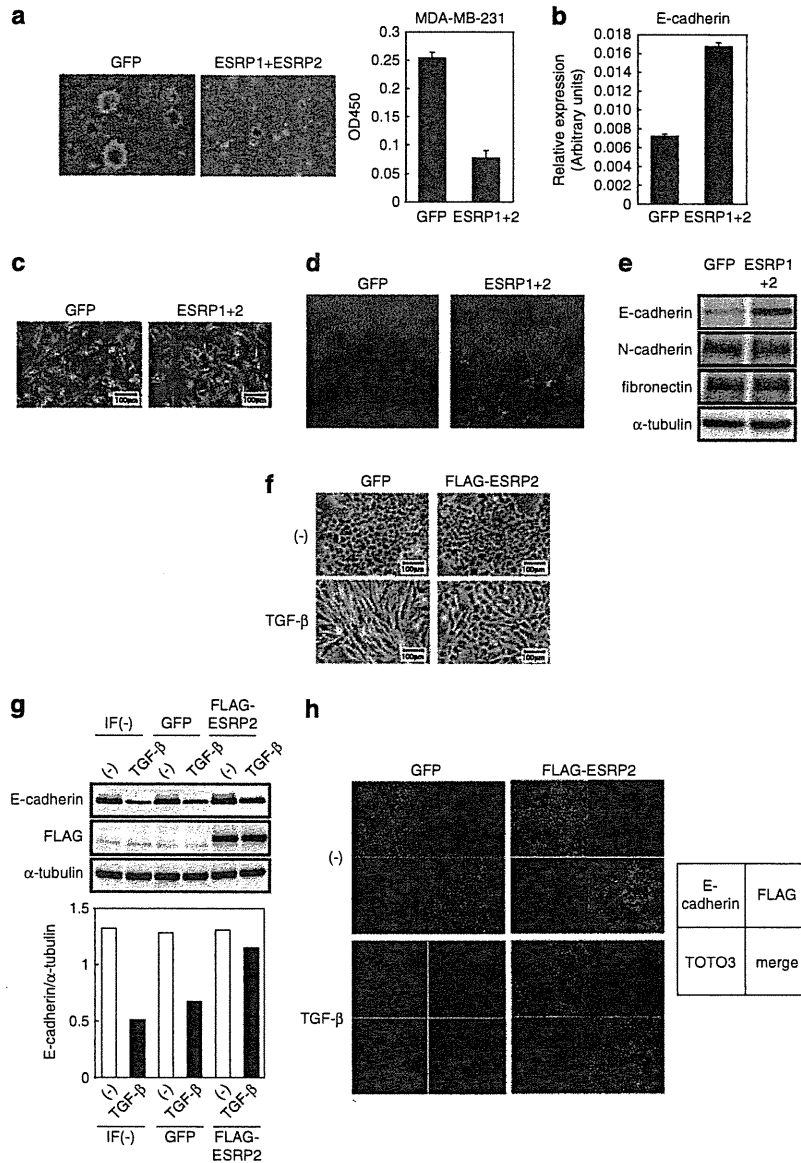 a
GFP
ESRP1+ESRP2
MDA-MB-231
OD450
0.25
0.2
0.15
0.1
0.05
0
GFP ESRP1+2
b
E-cadherin
Relative expression
(Arbitrary units)
0.018
0.016
0.014
0.012
0.010
0.008
0.006
0.004
0.002
0.000
GFP ESRP1+2
c
GFP
ESRP1+2
100μm
100μm
d
GFP
ESRP1+2
e
GFP ESRP1
+2
E-cadherin
N-cadherin
fibronectin
α-tubulin
f
GFP
FLAG-ESRP2
(-)
100μm
100μm
TGF-β
100μm
100μm
g
IF(-)
GFP
FLAG-
ESRP2
(-) TGF-β (-) TGF-β (-) TGF-β
E-cadherin
FLAG
α-tubulin
E-cadherin/α-tubulin
1.5
1
0.5
0
(-) TGF-β (-) TGF-β (-) TGF-β
IF(-)
GFP
FLAG-
ESRP2
h
GFP
FLAG-ESRP2
(-)
TGF-β
E-
cadherin
FLAG
TOTO3
merge